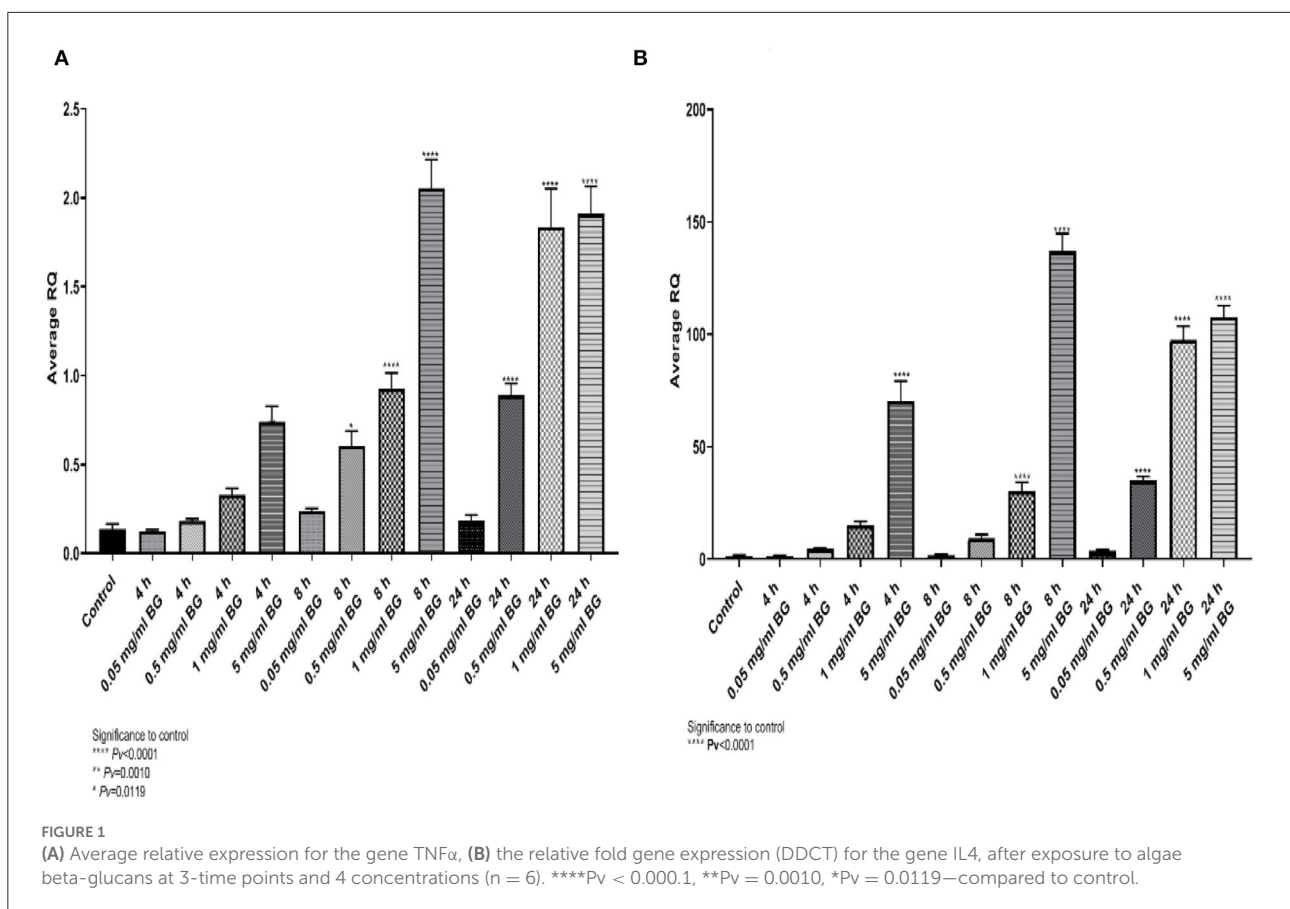 A
B
2.5
2.0
1.5
1.0
0.5
0.0
Average RQ
****
****
****
****
****
*
Control
4 h
0.05 mg/ml BG
4 h
0.5 mg/ml BG
4 h
1 mg/ml BG
4 h
5 mg/ml BG
8 h
0.05 mg/ml BG
8 h
0.5 mg/ml BG
8 h
1 mg/ml BG
8 h
5 mg/ml BG
24 h
0.05 mg/ml BG
24 h
0.5 mg/ml BG
24 h
1 mg/ml BG
24 h
5 mg/ml BG
Significance to control
**** Pv<0.0001
** Pv=0.0010
* Pv=0.0119
200
150
100
50
0
Average RQ
****
****
****
****
****
****
Control
4 h
0.05 mg/ml BG
4 h
0.5 mg/ml BG
4 h
1 mg/ml BG
4 h
5 mg/ml BG
8 h
0.05 mg/ml BG
8 h
0.5 mg/ml BG
8 h
1 mg/ml BG
8 h
5 mg/ml BG
24 h
0.05 mg/ml BG
24 h
0.5 mg/ml BG
24 h
1 mg/ml BG
24 h
5 mg/ml BG
Significance to control
**** Pv<0.0001
FIGURE 1
(A) Average relative expression for the gene TNFα, (B) the relative fold gene expression (DDCT) for the gene IL4, after exposure to algae
beta-glucans at 3-time points and 4 concentrations (n = 6). ****Pv < 0.000.1, **Pv = 0.0010, *Pv = 0.0119—compared to control.